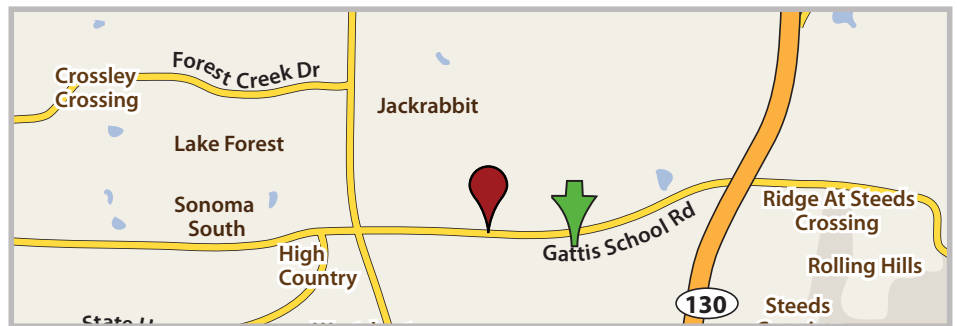 Forest Creek Dr
Crossley
Crossing
Jackrabbit
Lake Forest
Sonoma
South
Gattis School Rd
Ridge At Steeds
Crossing
High
Country
Rolling Hills
130
Steeds
State